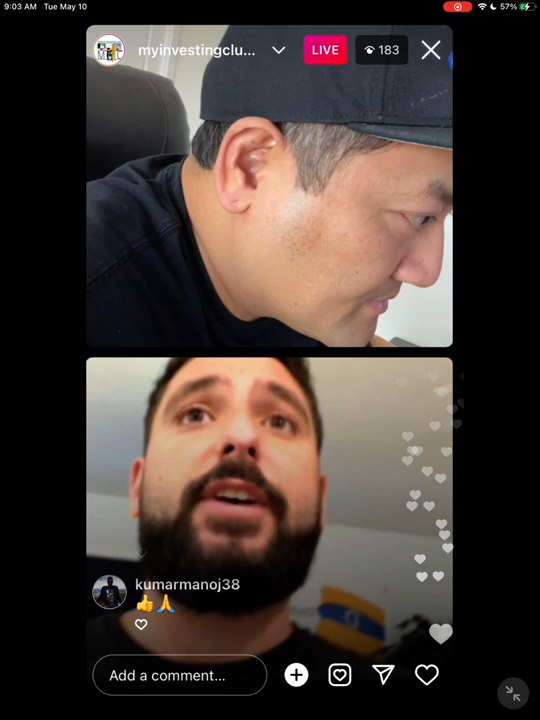 9:03 AM Tue May 10
57%
myinvestingclu...
LIVE
183
kumarmanoj38
👍🙏
Add a comment...